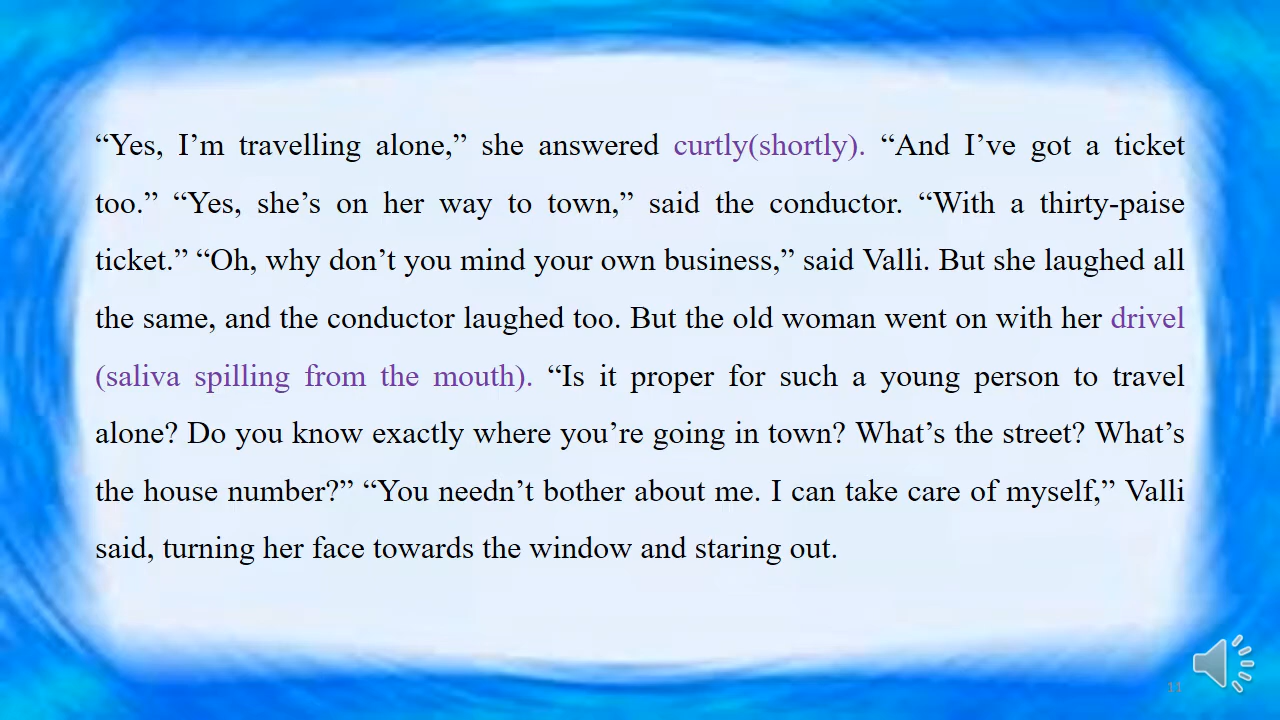 “Yes, I’m travelling alone,” she answered curtly(shortly). “And I’ve got a ticket
too.” “Yes, she’s on her way to town,” said the conductor. “With a thirty-paise
ticket.” “Oh, why don’t you mind your own business,” said Valli. But she laughed all
the same, and the conductor laughed too. But the old woman went on with her drivel
(saliva spilling from the mouth). “Is it proper for such a young person to travel
alone? Do you know exactly where you’re going in town? What’s the street? What’s
the house number?” “You needn’t bother about me. I can take care of myself,” Valli
said, turning her face towards the window and staring out.
11